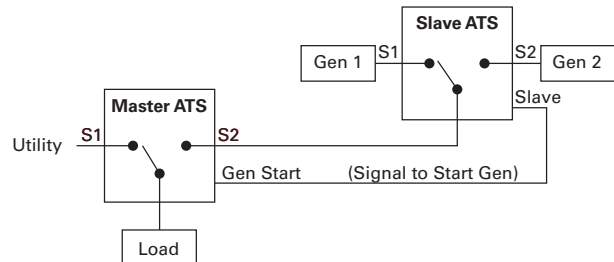 Slave ATS
Gen 1
S1
S2
Gen 2
Slave
Master ATS
Utility
S1
S2
Gen Start
(Signal to Start Gen)
Load